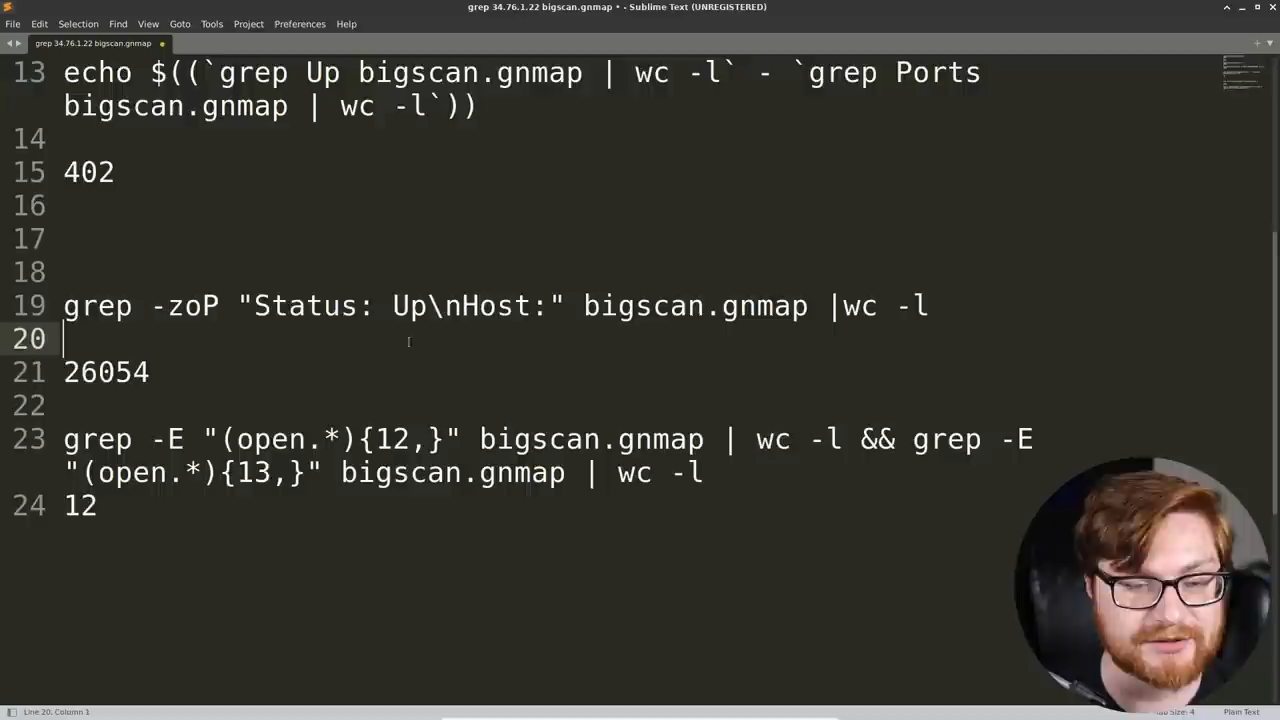 grep 34.76.1.22 bigscan.gnmap • - Sublime Text (UNREGISTERED)
File Edit Selection Find View Goto Tools Project Preferences Help
grep 34.76.1.22 bigscan.gnmap
13 echo $((`grep Up bigscan.gnmap | wc -l` - `grep Ports
bigscan.gnmap | wc -l`))
14
15 402
16
17
18
19 grep -zoP "Status: Up\nHost:" bigscan.gnmap |wc -l
20
21 26054
22
23 grep -E "(open.*){12,}" bigscan.gnmap | wc -l && grep -E
"(open.*){13,}" bigscan.gnmap | wc -l
24 12
Line 20, Column 1
Size: 4 Plain Text